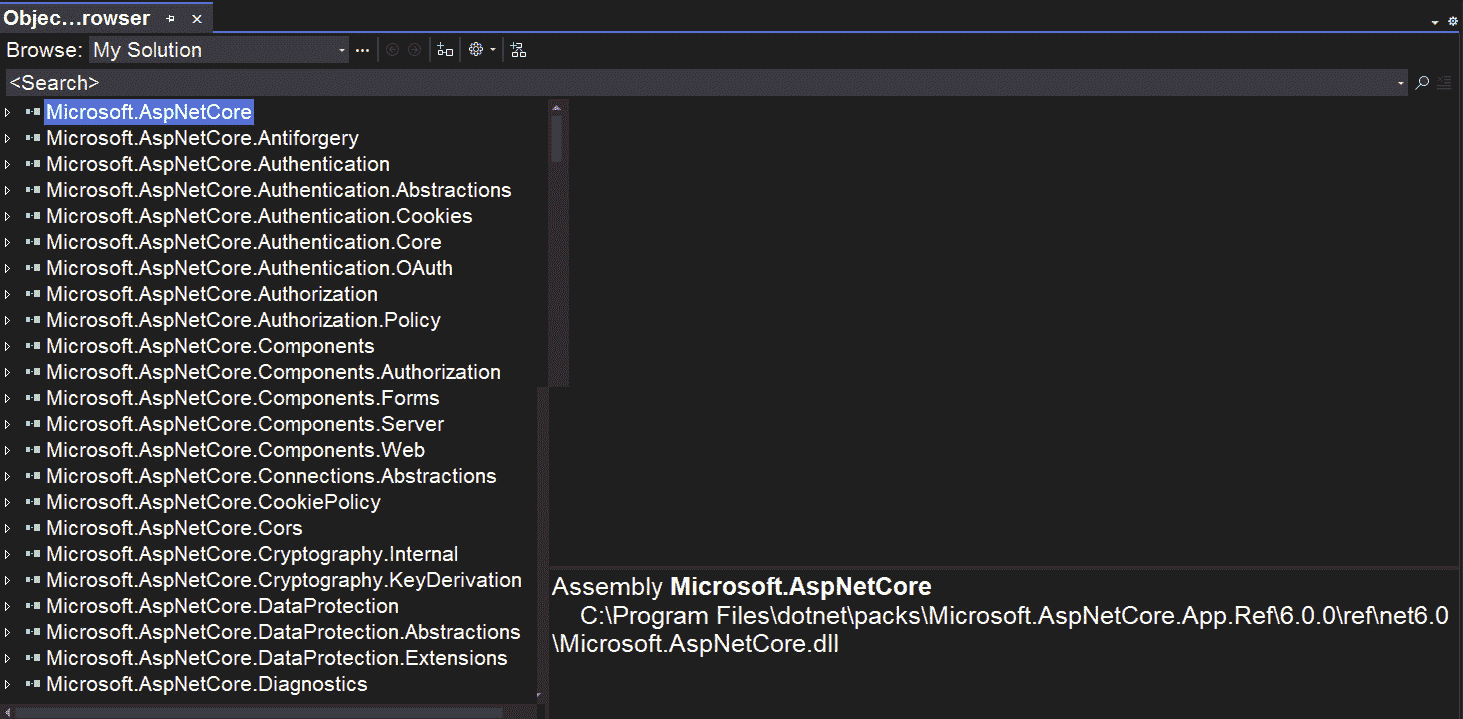 Objec...rowser
Browse: My Solution
<Search>
Microsoft.AspNetCore
Microsoft.AspNetCore.Antiforgery
Microsoft.AspNetCore.Authentication
Microsoft.AspNetCore.Authentication.Abstractions
Microsoft.AspNetCore.Authentication.Cookies
Microsoft.AspNetCore.Authentication.Core
Microsoft.AspNetCore.Authentication.OAuth
Microsoft.AspNetCore.Authorization
Microsoft.AspNetCore.Authorization.Policy
Microsoft.AspNetCore.Components
Microsoft.AspNetCore.Components.Authorization
Microsoft.AspNetCore.Components.Forms
Microsoft.AspNetCore.Components.Server
Microsoft.AspNetCore.Components.Web
Microsoft.AspNetCore.Connections.Abstractions
Microsoft.AspNetCore.CookiePolicy
Microsoft.AspNetCore.Cors
Microsoft.AspNetCore.Cryptography.Internal
Microsoft.AspNetCore.Cryptography.KeyDerivation
Microsoft.AspNetCore.DataProtection
Microsoft.AspNetCore.DataProtection.Abstractions
Microsoft.AspNetCore.DataProtection.Extensions
Microsoft.AspNetCore.Diagnostics
Assembly Microsoft.AspNetCore
C:\Program Files\dotnet\packs\Microsoft.AspNetCore.App.Ref\6.0.0\ref\net6.0
\Microsoft.AspNetCore.dll